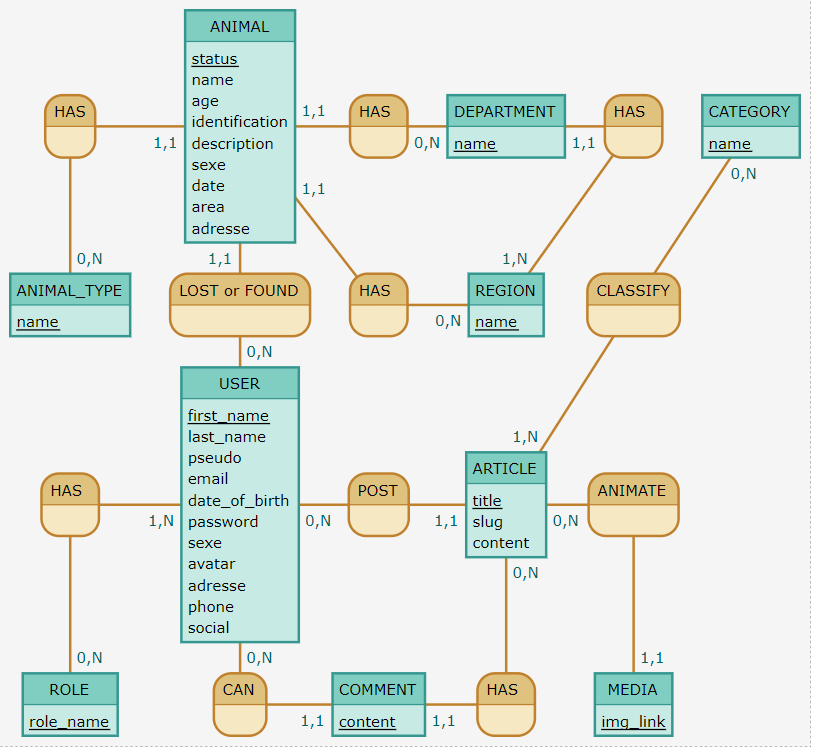 ANIMAL
status
name
age
identification
description
sexe
date
area
adresse
HAS
1,1
0,N
ANIMAL_TYPE
name
1,1
HAS
0,N
DEPARTMENT
name
1,1
HAS
1,N
CATEGORY
name
0,N
1,1
HAS
0,N
REGION
name
CLASSIFY
1,N
1,1
LOST or FOUND
0,N
USER
first_name
last_name
pseudo
email
date_of_birth
password
sexe
avatar
adresse
phone
social
HAS
1,N
0,N
ROLE
role_name
0,N
POST
1,1
ARTICLE
title
slug
content
0,N
ANIMATE
1,1
MEDIA
img_link
0,N
0,N
CAN
1,1
COMMENT
content
1,1
HAS